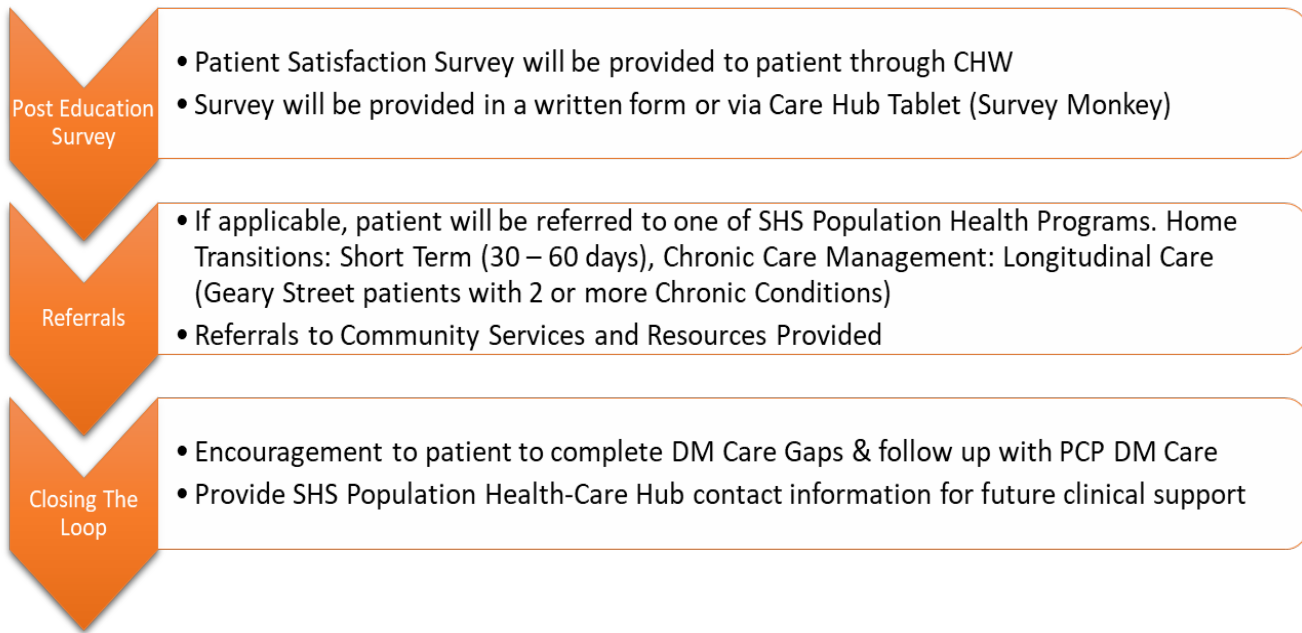 Post Education
Survey
• Patient Satisfaction Survey will be provided to patient through CHW
• Survey will be provided in a written form or via Care Hub Tablet (Survey Monkey)
Referrals
• If applicable, patient will be referred to one of SHS Population Health Programs. Home
Transitions: Short Term (30 – 60 days), Chronic Care Management: Longitudinal Care
(Geary Street patients with 2 or more Chronic Conditions)
• Referrals to Community Services and Resources Provided
Closing The
Loop
• Encouragement to patient to complete DM Care Gaps & follow up with PCP DM Care
• Provide SHS Population Health-Care Hub contact information for future clinical support